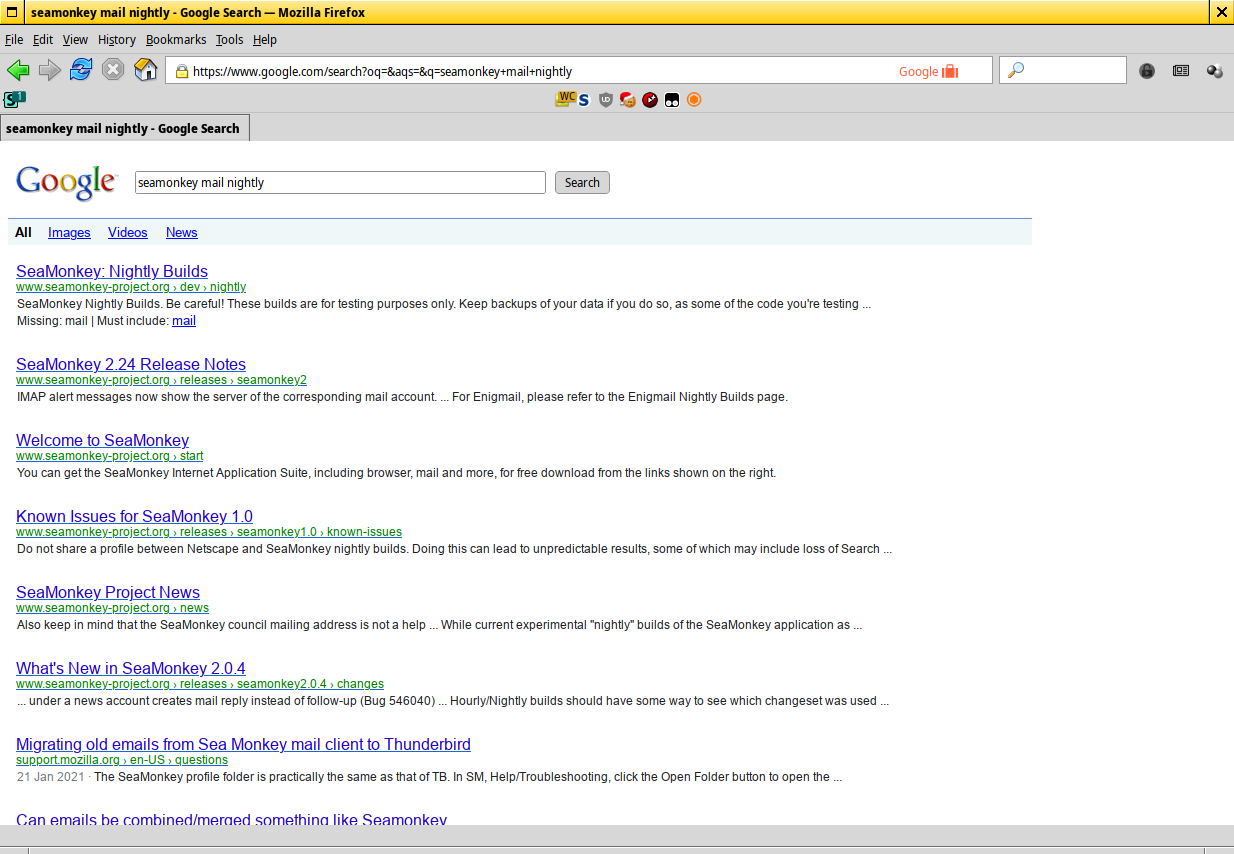 seamonkey mail nightly - Google Search — Mozilla Firefox
File Edit View History Bookmarks Tools Help
https://www.google.com/search?oq=&aqs=&q=seamonkey+mail+nightly Google
S 1 WC S UD
seamonkey mail nightly - Google Search
Google seamonkey mail nightly Search
All Images Videos News
SeaMonkey: Nightly Builds
www.seamonkey-project.org › dev › nightly
SeaMonkey Nightly Builds. Be careful! These builds are for testing purposes only. Keep backups of your data if you do so, as some of the code you're testing ...
Missing: mail | Must include: mail
SeaMonkey 2.24 Release Notes
www.seamonkey-project.org › releases › seamonkey2
IMAP alert messages now show the server of the corresponding mail account. ... For Enigmail, please refer to the Enigmail Nightly Builds page.
Welcome to SeaMonkey
www.seamonkey-project.org › start
You can get the SeaMonkey Internet Application Suite, including browser, mail and more, for free download from the links shown on the right.
Known Issues for SeaMonkey 1.0
www.seamonkey-project.org › releases › seamonkey1.0 › known-issues
Do not share a profile between Netscape and SeaMonkey nightly builds. Doing this can lead to unpredictable results, some of which may include loss of Search ...
SeaMonkey Project News
www.seamonkey-project.org › news
Also keep in mind that the SeaMonkey council mailing address is not a help ... While current experimental "nightly" builds of the SeaMonkey application as ...
What's New in SeaMonkey 2.0.4
www.seamonkey-project.org › releases › seamonkey2.0.4 › changes
... under a news account creates mail reply instead of follow-up (Bug 546040) ... Hourly/Nightly builds should have some way to see which changeset was used ...
Migrating old emails from Sea Monkey mail client to Thunderbird
support.mozilla.org › en-US › questions
21 Jan 2021 · The SeaMonkey profile folder is practically the same as that of TB. In SM, Help/Troubleshooting, click the Open Folder button to open the ...
Can emails be combined/merged something like Seamonkey